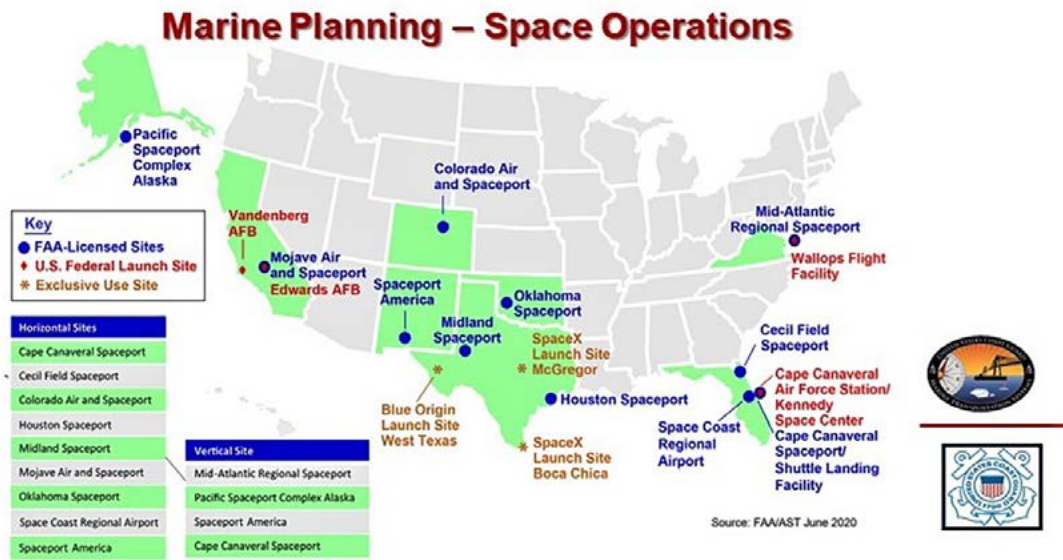 Marine Planning – Space Operations
Pacific
Spaceport
Complex
Alaska
Colorado Air
and Spaceport
Mid-Atlantic
Regional Spaceport
Wallops Flight
Facility
Key
FAA-Licensed Sites
U.S. Federal Launch Site
Exclusive Use Site
Vandenberg
AFB
Mojave Air
and Spaceport
Edwards AFB
Spaceport
America
Midland
Spaceport
Oklahoma
Spaceport
SpaceX
Launch Site
McGregor
Cecil Field
Spaceport
Cape Canaveral
Air Force Station/
Kennedy
Space Center
Cape Canaveral
Spaceport/
Shuttle Landing
Facility
Space Coast
Regional
Airport
Houston Spaceport
Blue Origin
Launch Site
West Texas
SpaceX
Launch Site
Boca Chica
Horizontal Sites
Cape Canaveral Spaceport
Cecil Field Spaceport
Colorado Air and Spaceport
Houston Spaceport
Midland Spaceport
Mojave Air and Spaceport
Oklahoma Spaceport
Space Coast Regional Airport
Spaceport America
Vertical Site
Mid-Atlantic Regional Spaceport
Pacific Spaceport Complex Alaska
Spaceport America
Cape Canaveral Spaceport
Source: FAA/AST June 2020
UNITED STATES COAST GUARD